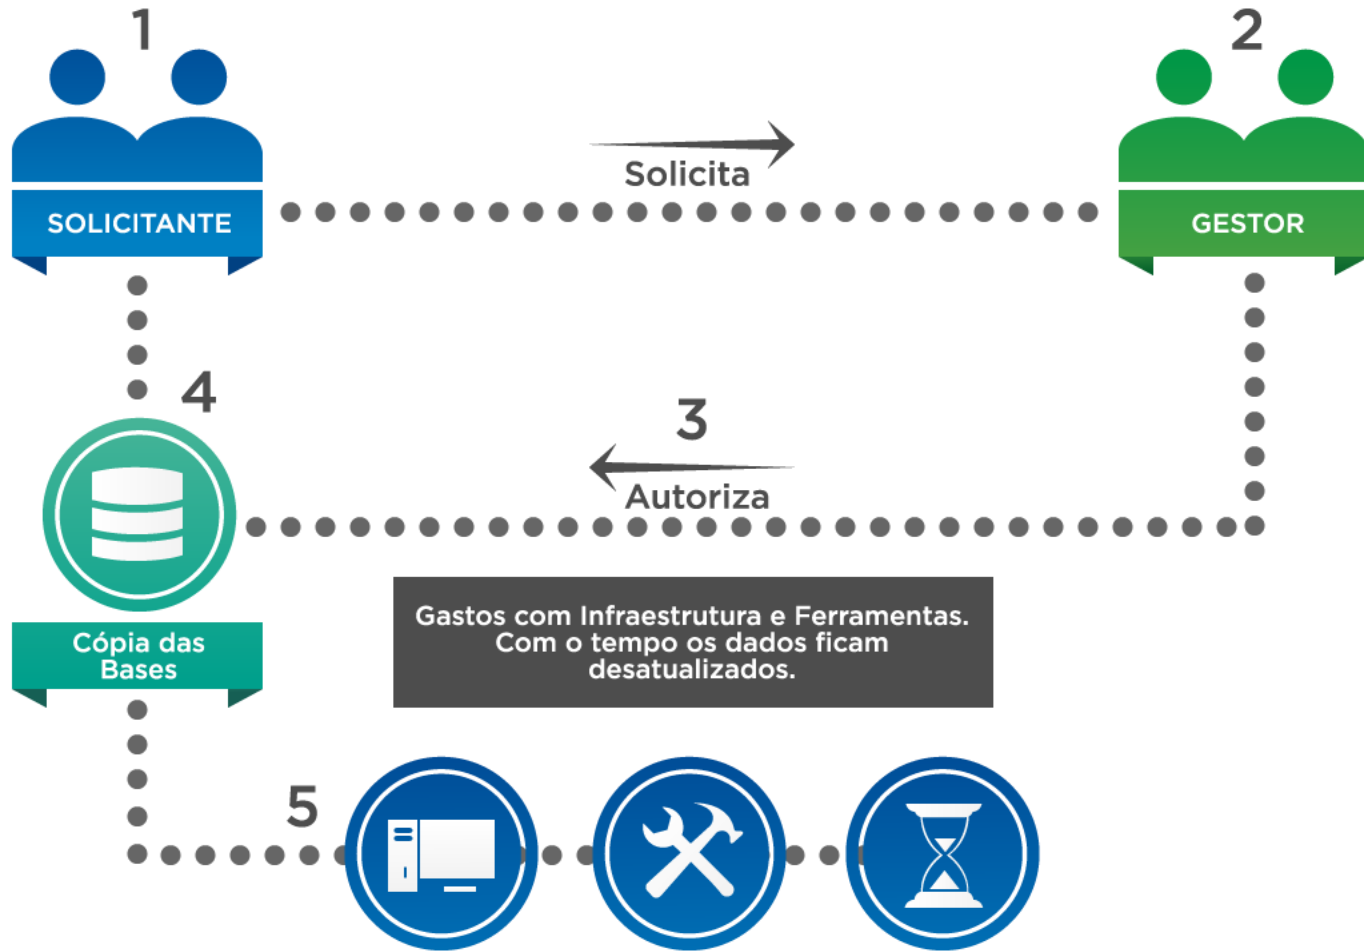 1
2
Solicita
SOLICITANTE
GESTOR
4
3
Autoriza
Gastos com Infraestrutura e Ferramentas.
Com o tempo os dados ficam
desatualizados.
Cópia das
Bases
5